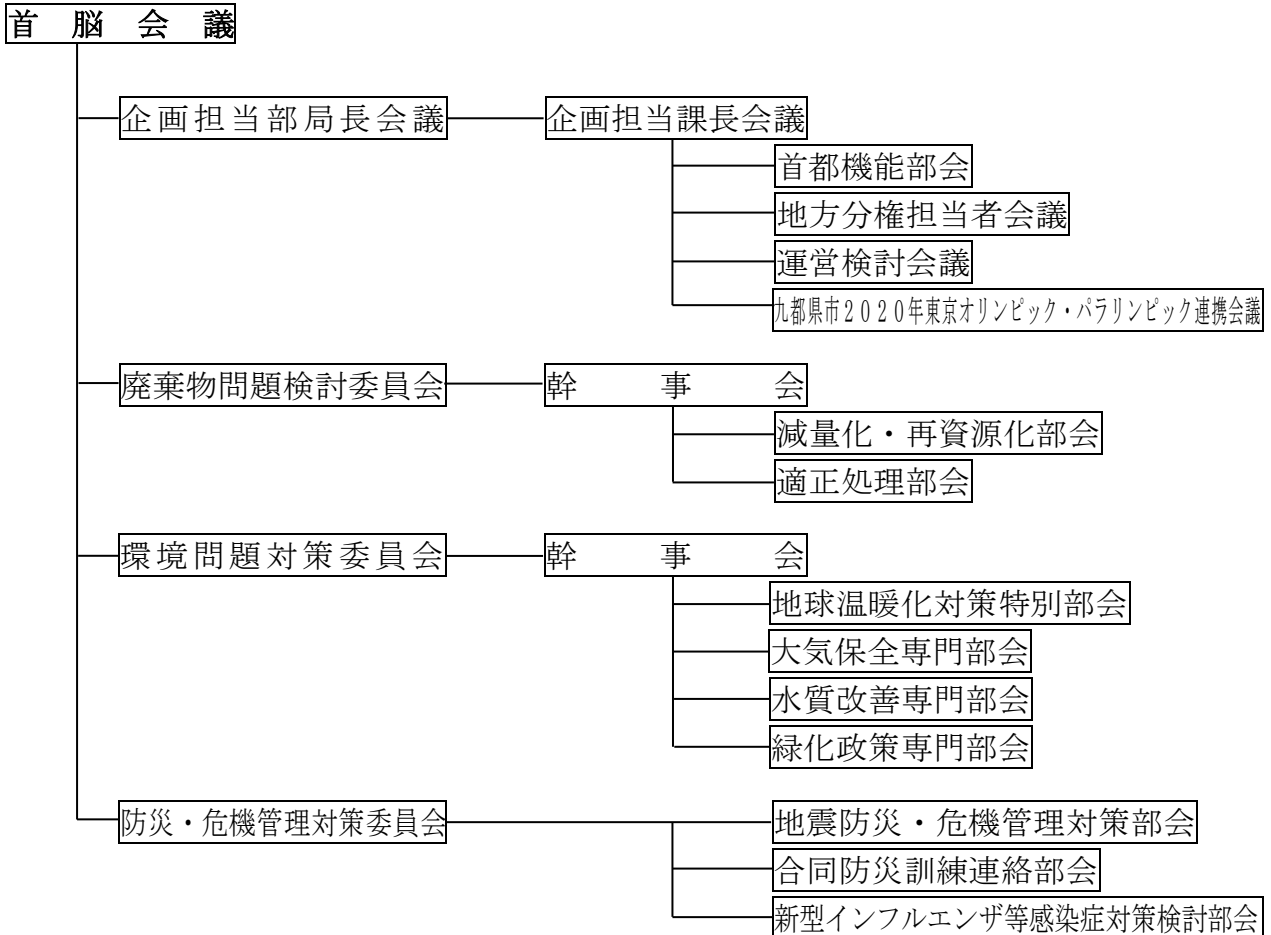 首脳会議
企画担当部局長会議
企画担当課長会議
首都機能部会
地方分権担当者会議
運営検討会議
九都県市２０２０年東京オリンピック・パラリンピック連携会議
廃棄物問題検討委員会
幹事会
減量化・再資源化部会
適正処理部会
環境問題対策委員会
幹事会
地球温暖化対策特別部会
大気保全専門部会
水質改善専門部会
緑化政策専門部会
防災・危機管理対策委員会
地震防災・危機管理対策部会
合同防災訓練連絡部会
新型インフルエンザ等感染症対策検討部会